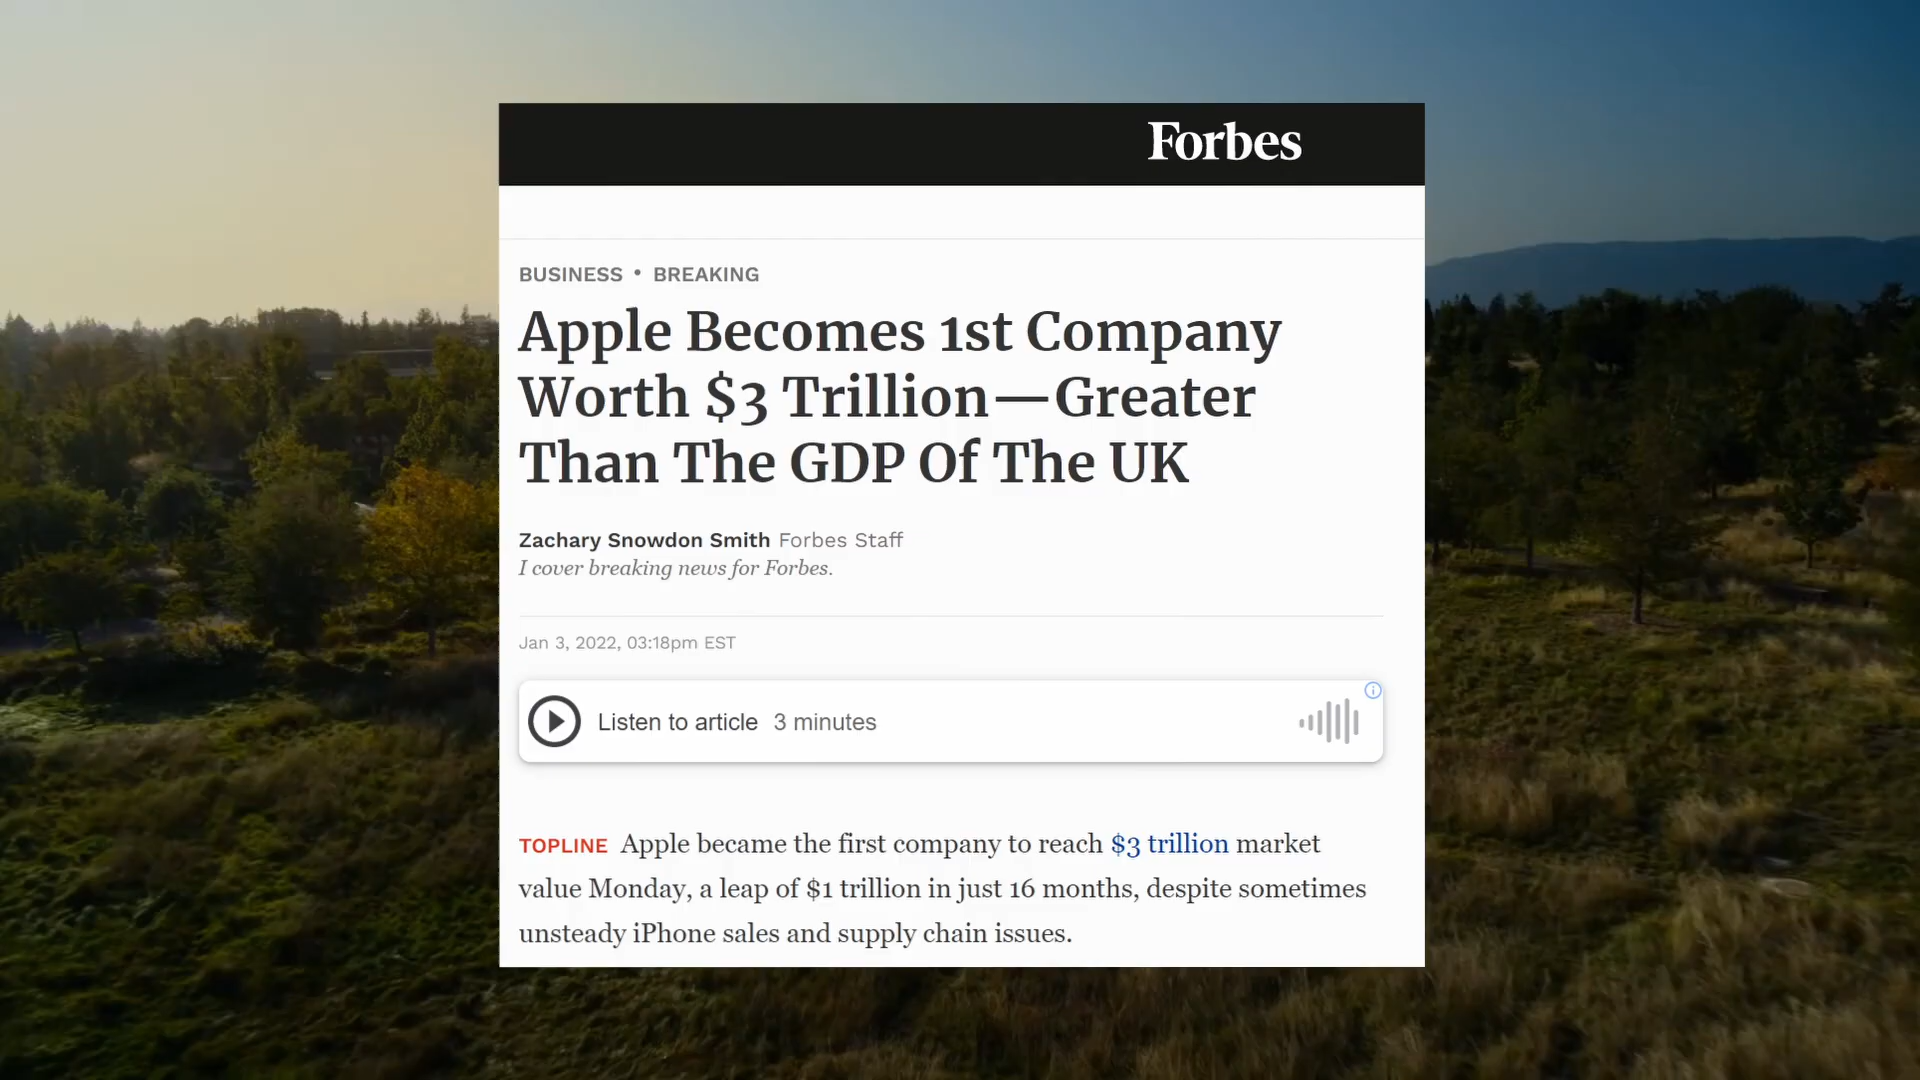 Forbes
BUSINESS • BREAKING
Apple Becomes 1st Company
Worth $3 Trillion—Greater
Than The GDP Of The UK
Zachary Snowdon Smith Forbes Staff
I cover breaking news for Forbes.
Jan 3, 2022, 03:18pm EST
Listen to article 3 minutes
TOPLINE Apple became the first company to reach $3 trillion market
value Monday, a leap of $1 trillion in just 16 months, despite sometimes
unsteady iPhone sales and supply chain issues.